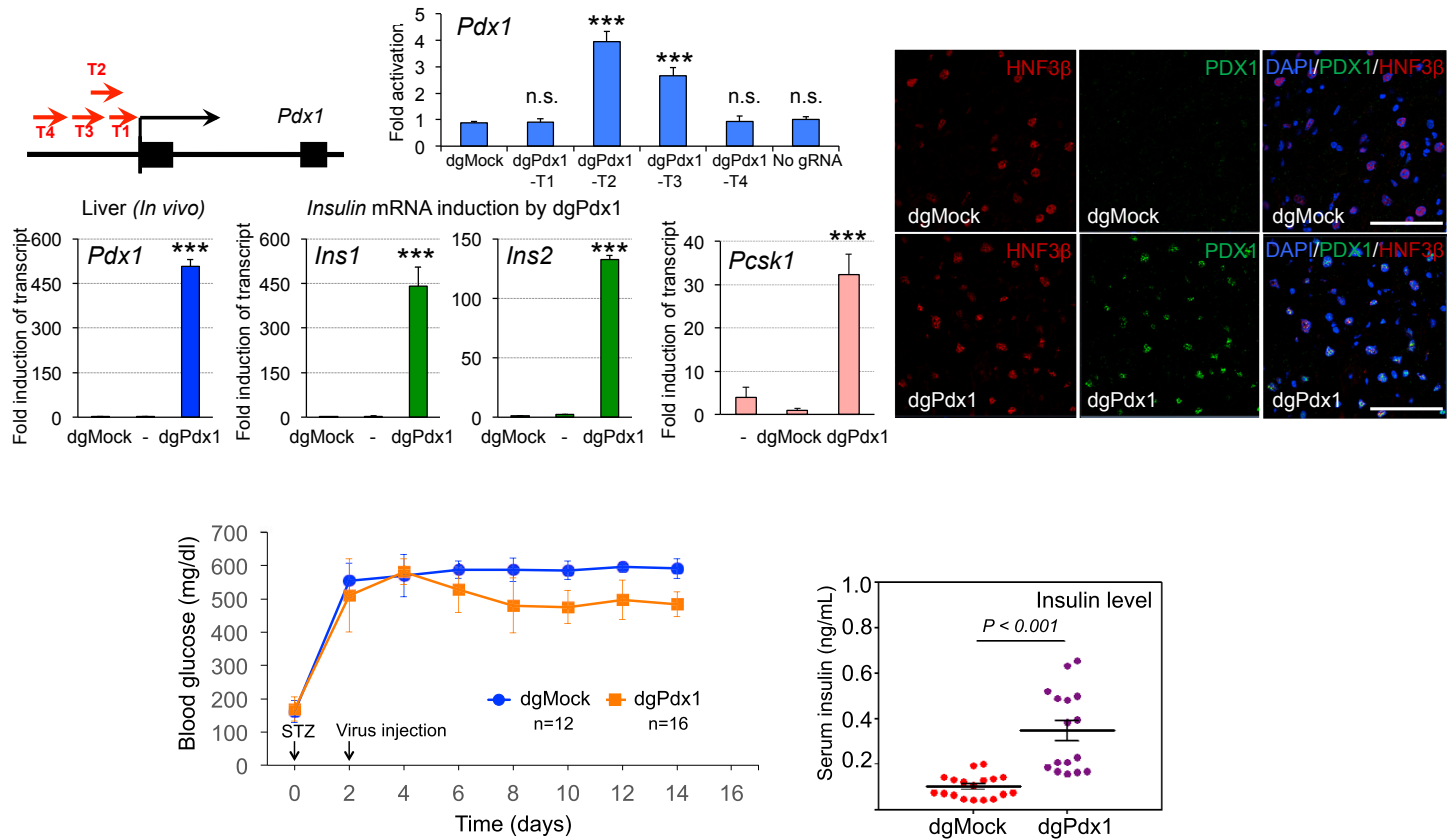 T2
T4
T3
T1
Pdx1
Pdx1
Fold activation
5
4
3
2
1
0
n.s.
***
***
n.s.
n.s.
dgMock
dgPdx1
-T1
dgPdx1
-T2
dgPdx1
-T3
dgPdx1
-T4
No gRNA
HNF3β
dgMock
PDX1
dgMock
DAPI/PDX1/HNF3β
dgMock
HNF3β
dgPdx1
PDX1
dgPdx1
DAPI/PDX1/HNF3β
dgPdx1
Liver (In vivo)
Fold induction of transcript
600
450
300
150
0
Pdx1
***
dgMock - dgPdx1
Insulin mRNA induction by dgPdx1
Fold induction of transcript
600
450
300
150
0
Ins1
***
dgMock - dgPdx1
150
100
50
0
Ins2
***
dgMock - dgPdx1
Fold induction of transcript
40
30
20
10
0
Pcsk1
***
- dgMock dgPdx1
Blood glucose (mg/dl)
700
600
500
400
300
200
100
0
STZ
Virus injection
dgMock
n=12
dgPdx1
n=16
0 2 4 6 8 10 12 14 16
Time (days)
Serum insulin (ng/mL)
1.0
0.8
0.6
0.4
0.2
Insulin level
P < 0.001
dgMock dgPdx1